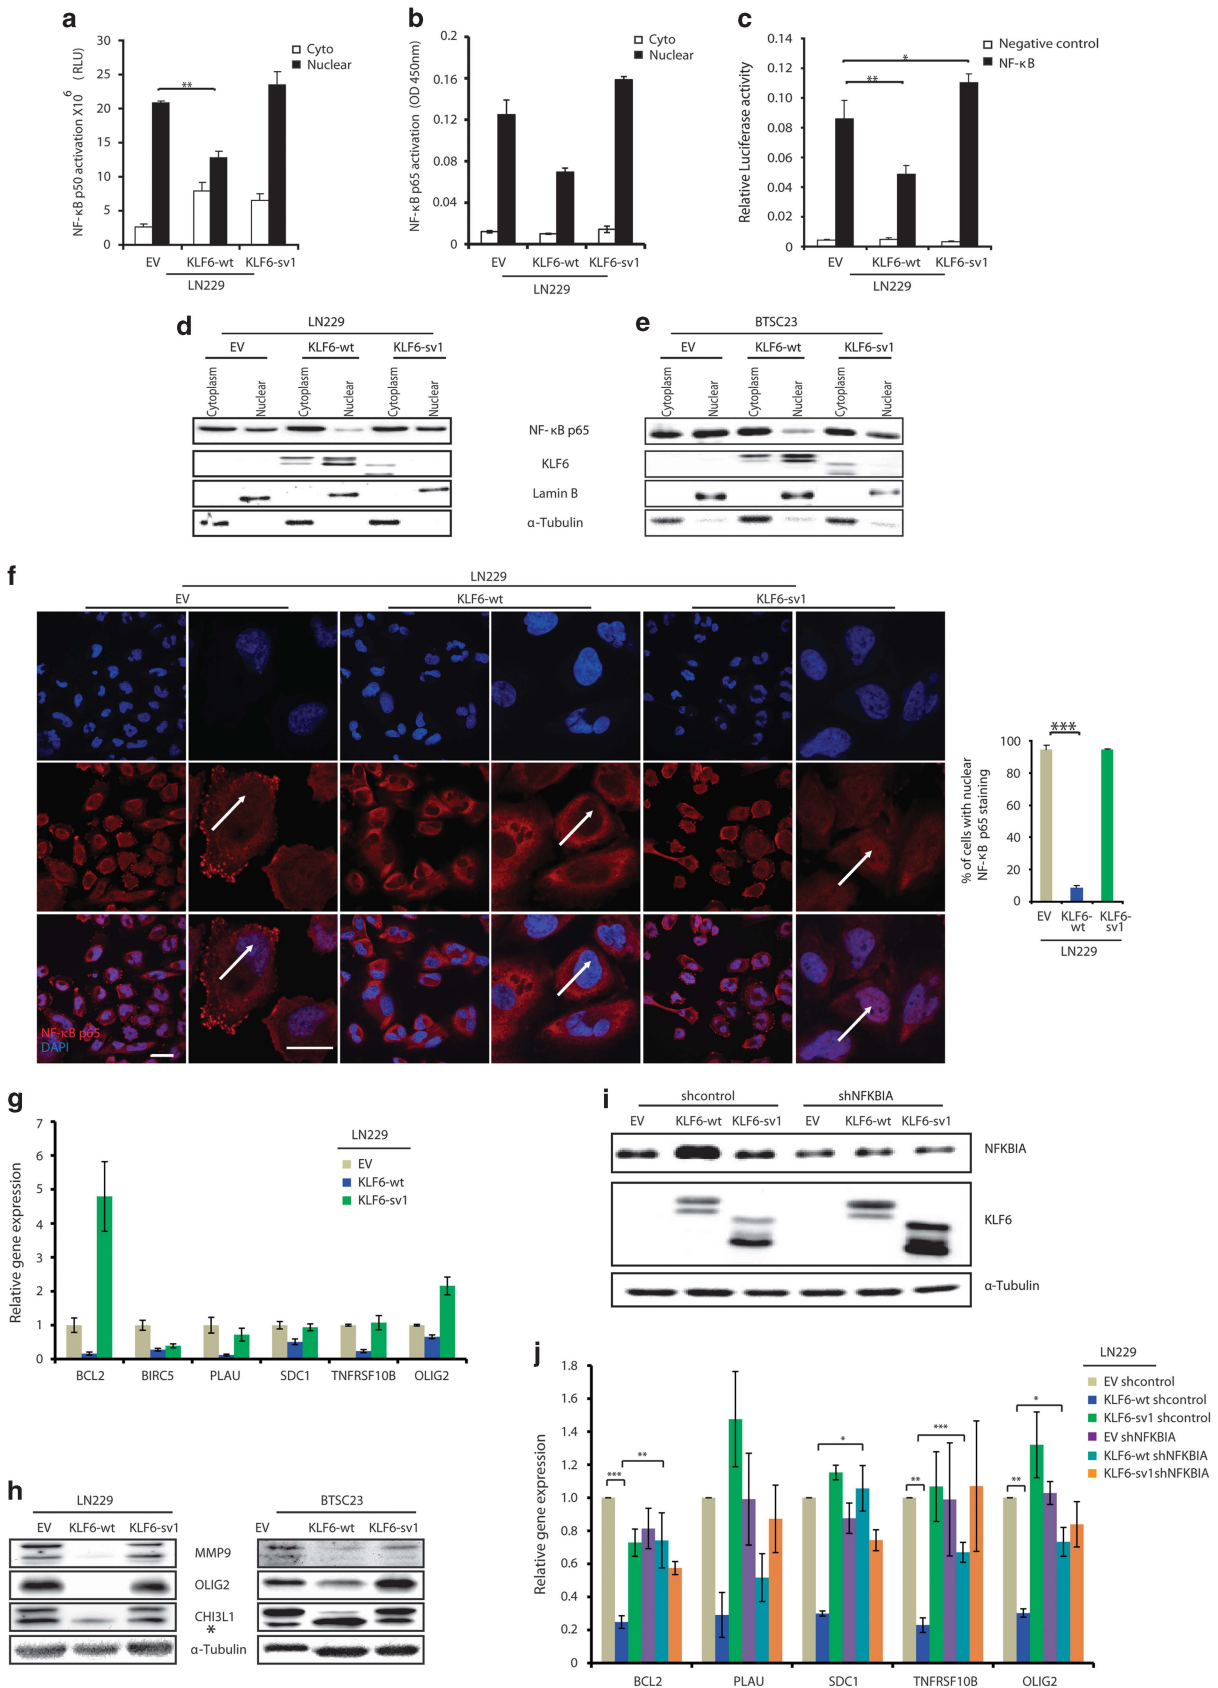 a
NF-κB p50 activation X10⁶ (RLU)
30
25
20
15
10
5
0
Cyto
Nuclear
**
EV KLF6-wt KLF6-sv1
LN229
b
NF-κB p65 activation (OD 450nm)
0.2
0.16
0.12
0.08
0.04
0
Cyto
Nuclear
EV KLF6-wt KLF6-sv1
LN229
c
Relative Luciferase activity
0.14
0.12
0.10
0.08
0.06
0.04
0.02
0
Negative control
NF-κB
*
**
EV KLF6-wt KLF6-sv1
LN229
d
LN229
EV KLF6-wt KLF6-sv1
Cytoplasm Nuclear Cytoplasm Nuclear Cytoplasm Nuclear
NF-κB p65
KLF6
Lamin B
α-Tubulin
e
BTSC23
EV KLF6-wt KLF6-sv1
Cytoplasm Nuclear Cytoplasm Nuclear Cytoplasm Nuclear
f
LN229
EV KLF6-wt KLF6-sv1
NF-κB p65
DAPI
% of cells with nuclear
NF-κB p65 staining
100
80
60
40
20
0
***
EV KLF6-wt KLF6-sv1
LN229
g
Relative gene expression
7
6
5
4
3
2
1
0
LN229
EV
KLF6-wt
KLF6-sv1
BCL2 BIRC5 PLAU SDC1 TNFRSF10B OLIG2
h
LN229
EV KLF6-wt KLF6-sv1
BTSC23
EV KLF6-wt KLF6-sv1
MMP9
OLIG2
CHI3L1
*
α-Tubulin
i
shcontrol shNFKBIA
EV KLF6-wt KLF6-sv1 EV KLF6-wt KLF6-sv1
NFKBIA
KLF6
α-Tubulin
j
Relative gene expression
1.8
1.6
1.4
1.2
1.0
0.8
0.6
0.4
0.2
0
LN229
EV shcontrol
KLF6-wt shcontrol
KLF6-sv1 shcontrol
EV shNFKBIA
KLF6-wt shNFKBIA
KLF6-sv1shNFKBIA
*** ** * ** *** ** *
BCL2 PLAU SDC1 TNFRSF10B OLIG2